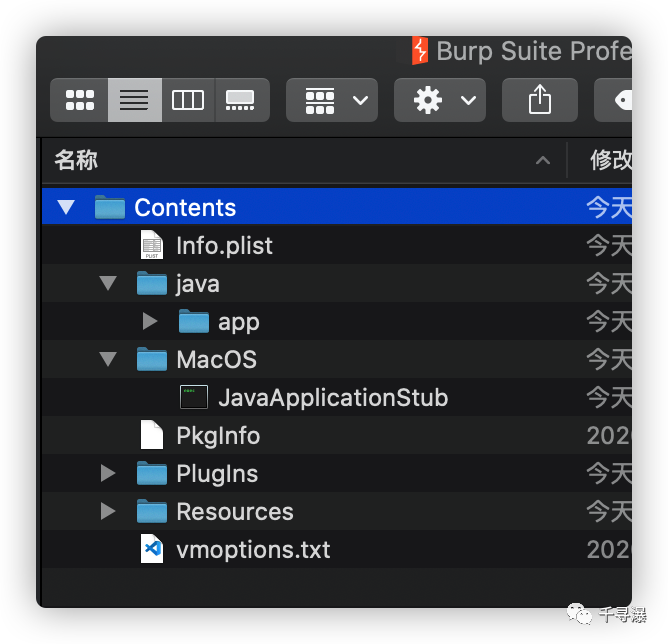 Burp Suite Profe
名称 修改
Contents 今天
Info.plist 今天
java 今天
app 今天
MacOS 今天
JavaApplicationStub 今天
PkgInfo 202
PlugIns 今天
Resources 今天
vmoptions.txt 202
千寻瀑